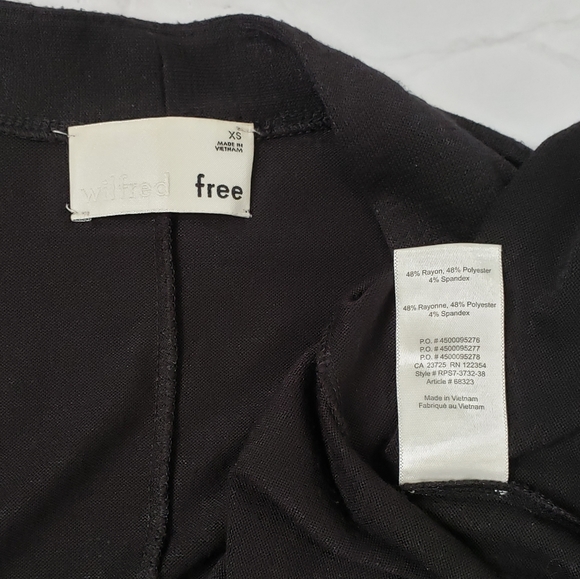 XS
MADE IN
VIETNAM
wilfred free
48% Rayon, 48% Polyester
4% Spandex
48% Rayonne, 48% Polyester
4% Spandex
P.O. # 4500095276
P.O. # 4500095277
P.O. # 4500095278
CA 23725 RN 122354
Style # RPS7-3732-38
Article # 68323
Made in Vietnam
Fabriqué au Vietnam